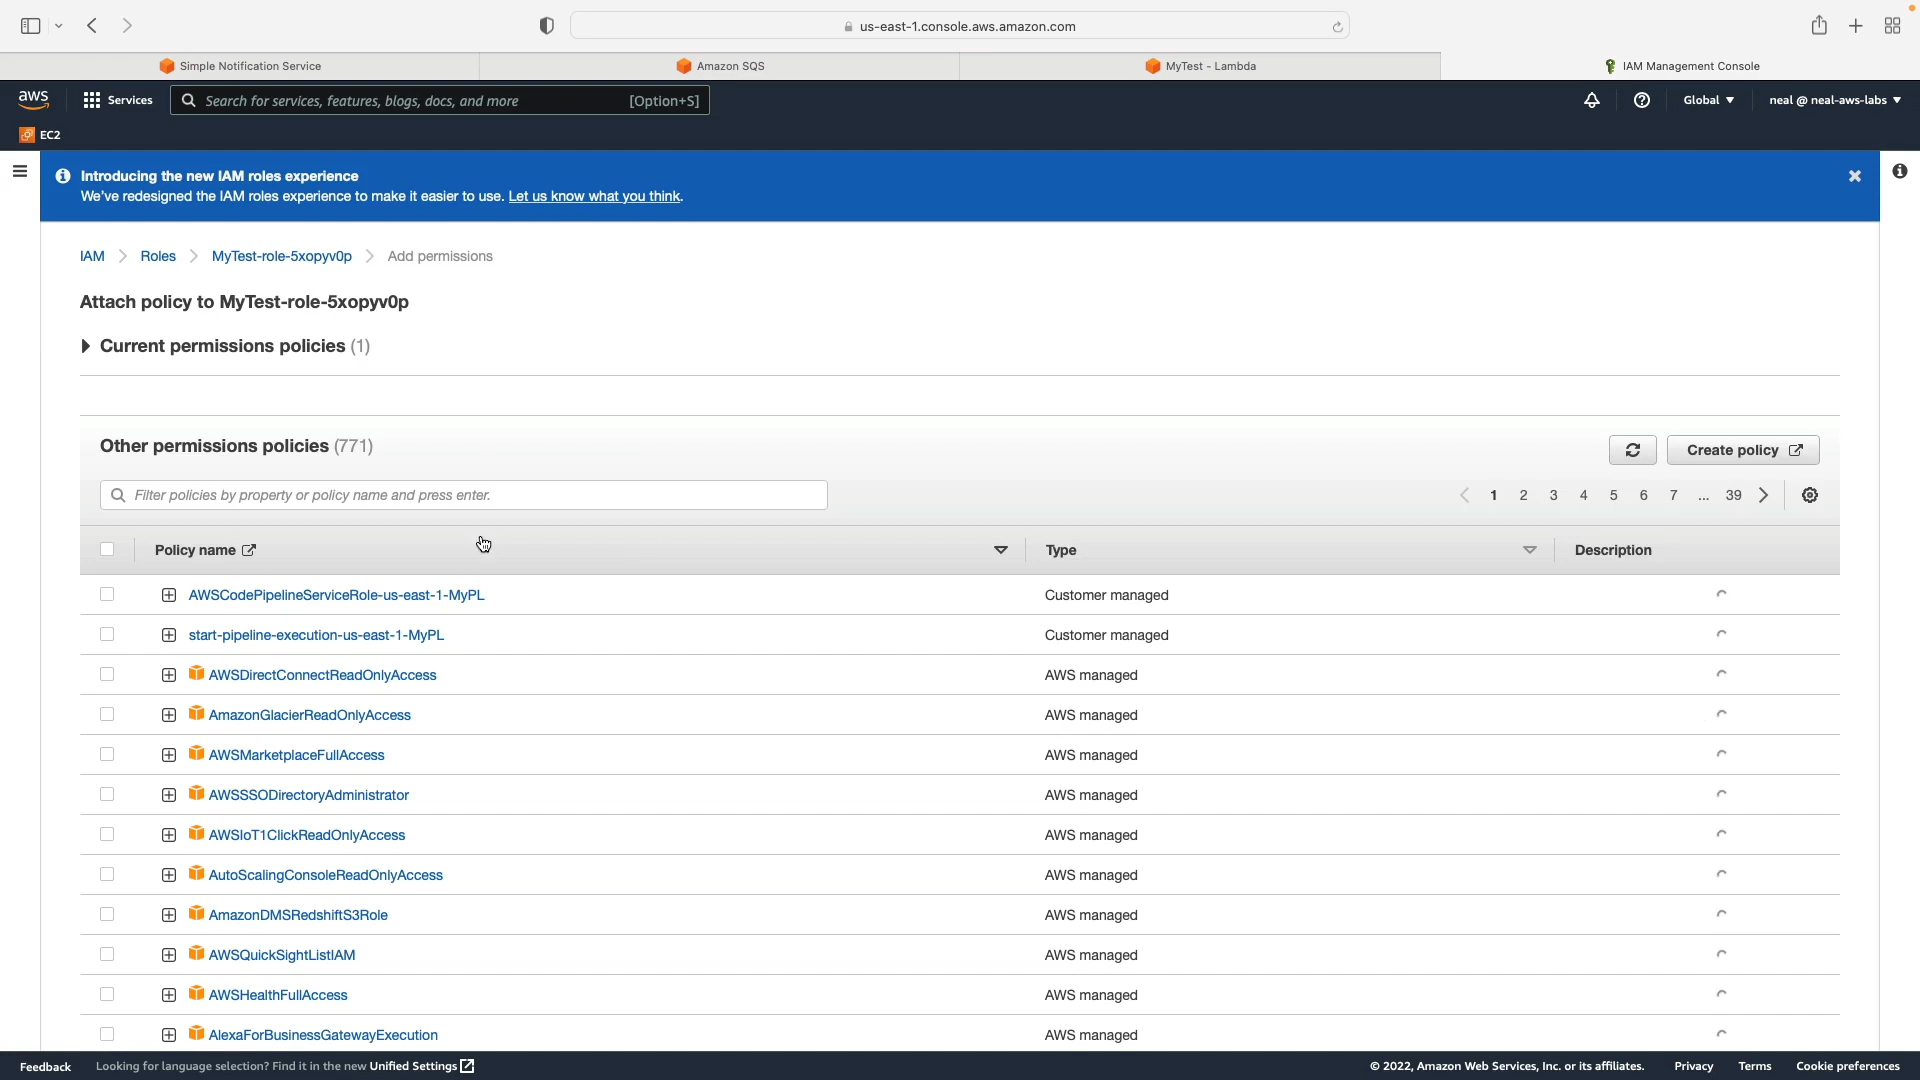 us-east-1.console.aws.amazon.com
Simple Notification Service
Amazon SQS
MyTest - Lambda
IAM Management Console
aws
Services
Search for services, features, blogs, docs, and more
[Option+S]
Global
neal @ neal-aws-labs
EC2
Introducing the new IAM roles experience
We've redesigned the IAM roles experience to make it easier to use. Let us know what you think.
IAM
Roles
MyTest-role-5xopyv0p
Add permissions
Attach policy to MyTest-role-5xopyv0p
Current permissions policies (1)
Other permissions policies (771)
Create policy
Filter policies by property or policy name and press enter.
1 2 3 4 5 6 7 ... 39
Policy name
Type
Description
AWSCodePipelineServiceRole-us-east-1-MyPL
Customer managed
start-pipeline-execution-us-east-1-MyPL
Customer managed
AWSDirectConnectReadOnlyAccess
AWS managed
AmazonGlacierReadOnlyAccess
AWS managed
AWSMarketplaceFullAccess
AWS managed
AWSSSODirectoryAdministrator
AWS managed
AWSIoT1ClickReadOnlyAccess
AWS managed
AutoScalingConsoleReadOnlyAccess
AWS managed
AmazonDMSRedshiftS3Role
AWS managed
AWSQuickSightListIAM
AWS managed
AWSHealthFullAccess
AWS managed
AlexaForBusinessGatewayExecution
AWS managed
Feedback
Looking for language selection? Find it in the new Unified Settings
© 2022, Amazon Web Services, Inc. or its affiliates.
Privacy
Terms
Cookie preferences